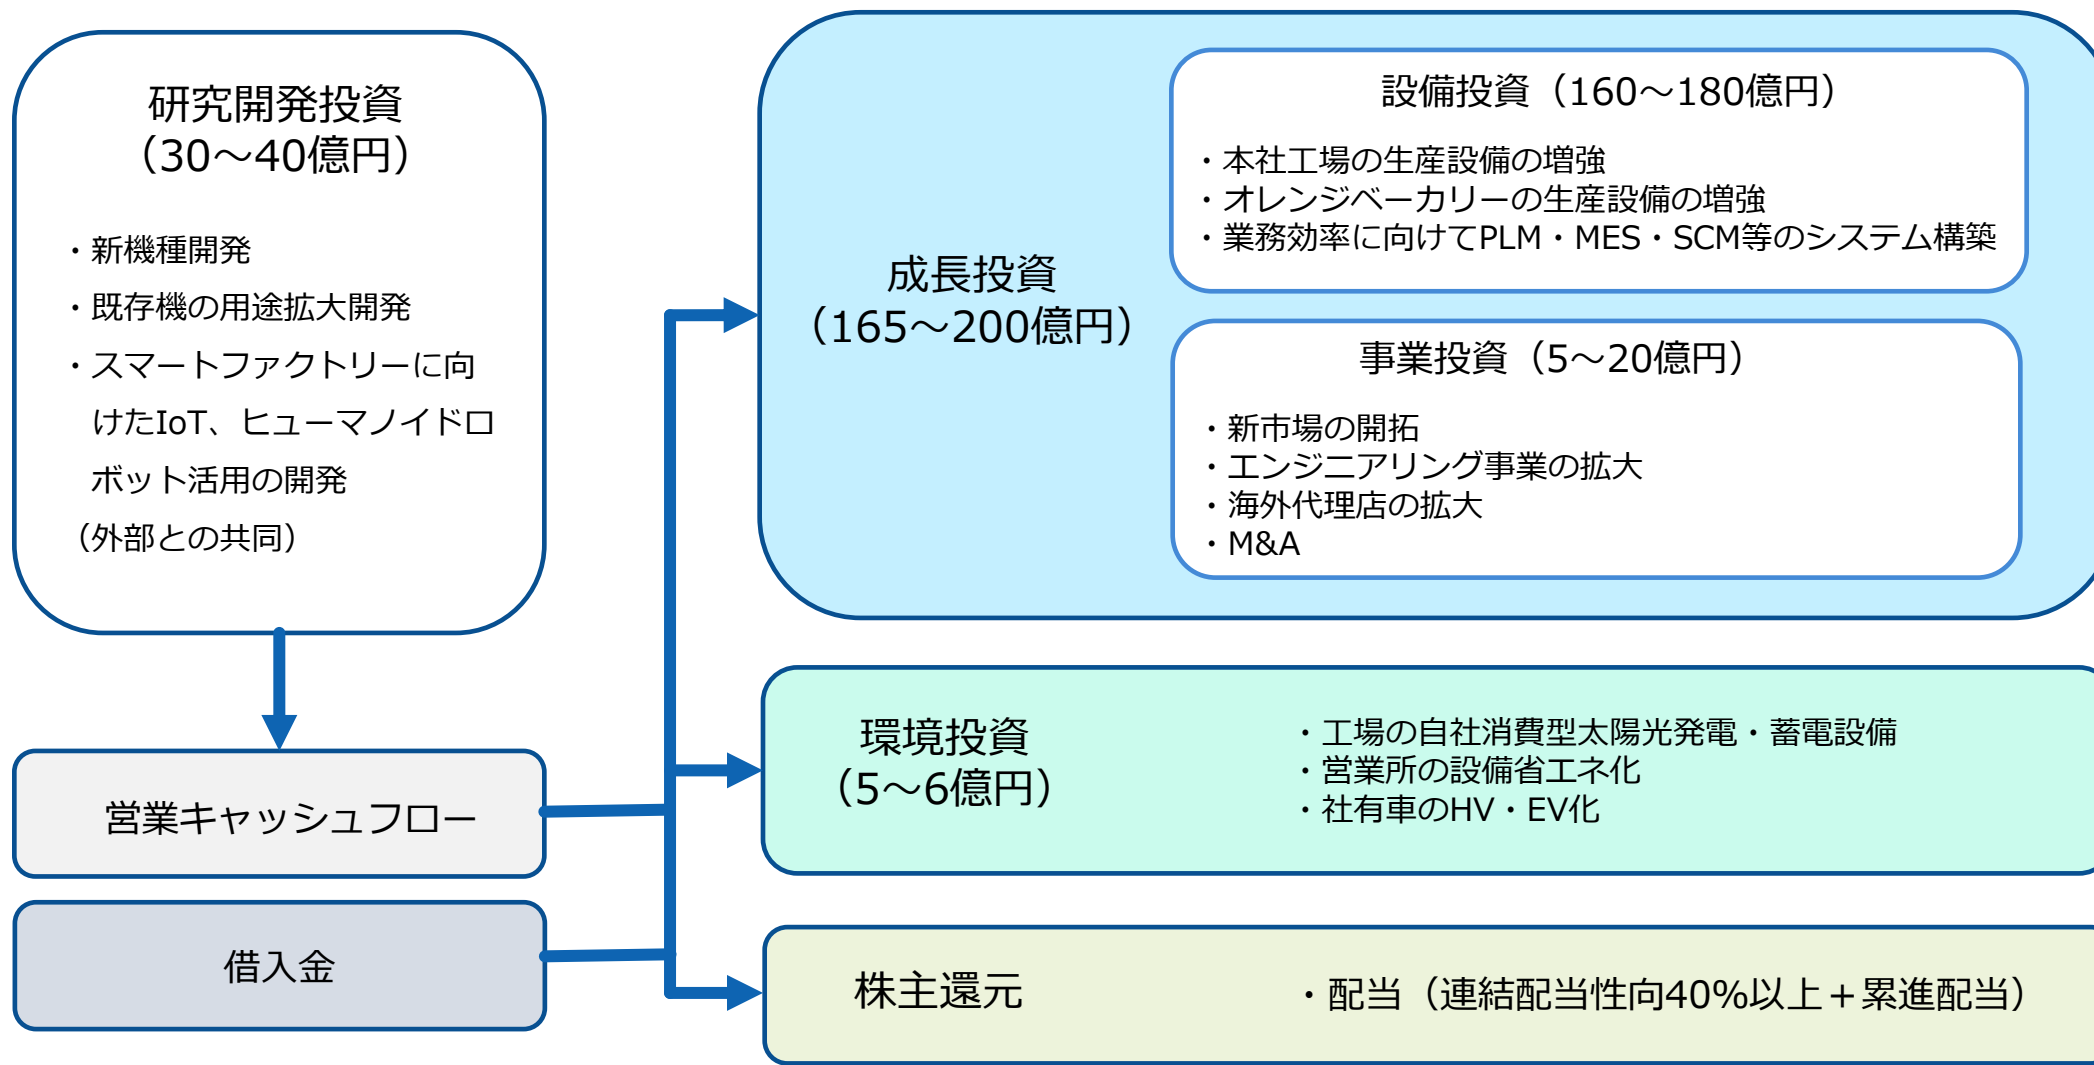 研究開発投資
（30～40億円）
・新機種開発
・既存機の用途拡大開発
・スマートファクトリーに向
けたIoT、ヒューマノイドロ
ボット活用の開発
（外部との共同）
営業キャッシュフロー
借入金
成長投資
（165～200億円）
設備投資（160～180億円）
・本社工場の生産設備の増強
・オレンジベーカリーの生産設備の増強
・業務効率に向けてPLM・MES・SCM等のシステム構築
事業投資（5～20億円）
・新市場の開拓
・エンジニアリング事業の拡大
・海外代理店の拡大
・M&A
環境投資
（5～6億円）
・工場の自社消費型太陽光発電・蓄電設備
・営業所の設備省エネ化
・社有車のHV・EV化
株主還元
・配当（連結配当性向40%以上＋累進配当）